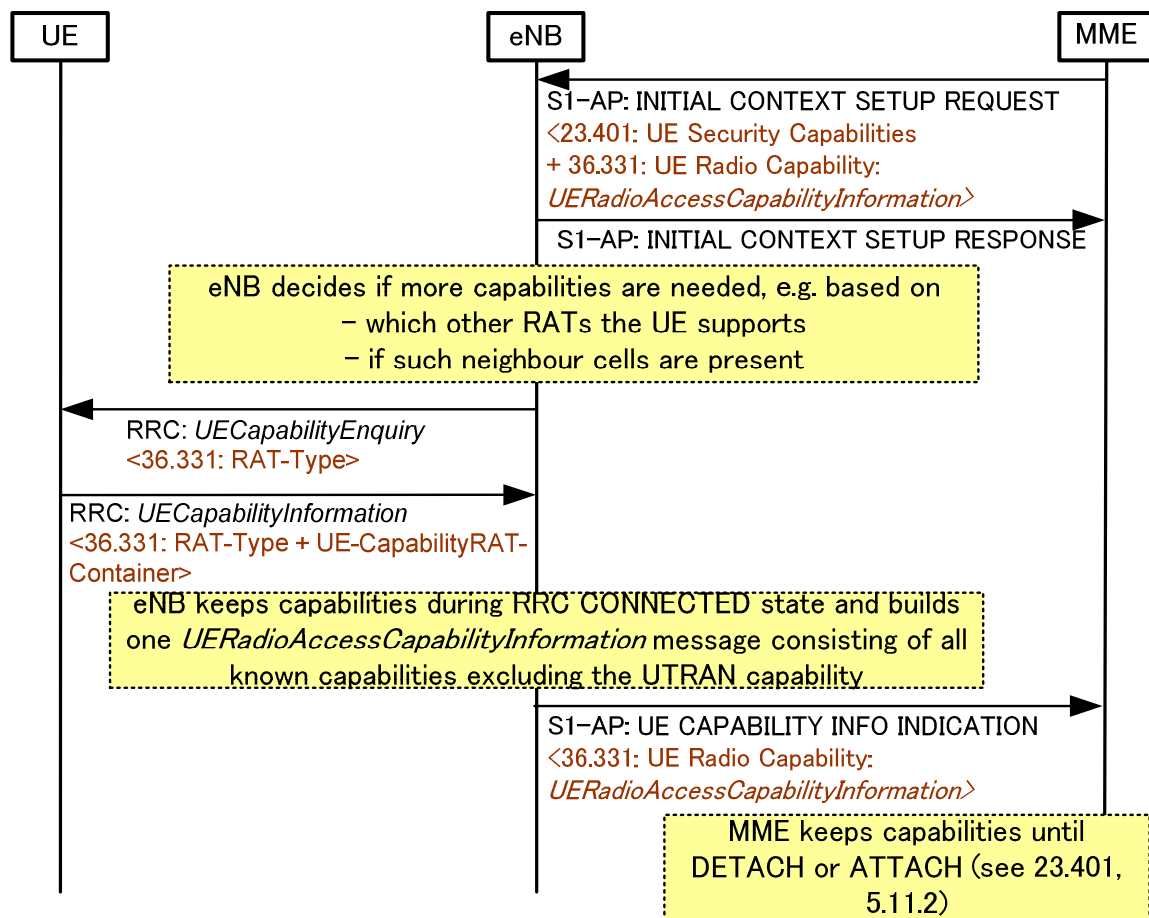 UE
eNB
MME
S1-AP: INITIAL CONTEXT SETUP REQUEST
<23.401: UE Security Capabilities
+ 36.331: UE Radio Capability:
UERadioAccessCapabilityInformation>
S1-AP: INITIAL CONTEXT SETUP RESPONSE
eNB decides if more capabilities are needed, e.g. based on
- which other RATs the UE supports
- if such neighbour cells are present
RRC: UECapabilityEnquiry
<36.331: RAT-Type>
RRC: UECapabilityInformation
<36.331: RAT-Type + UE-CapabilityRAT-
Container>
eNB keeps capabilities during RRC CONNECTED state and builds
one UERadioAccessCapabilityInformation message consisting of all
known capabilities excluding the UTRAN capability
S1-AP: UE CAPABILITY INFO INDICATION
<36.331: UE Radio Capability:
UERadioAccessCapabilityInformation>
MME keeps capabilities until
DETACH or ATTACH (see 23.401,
5.11.2)